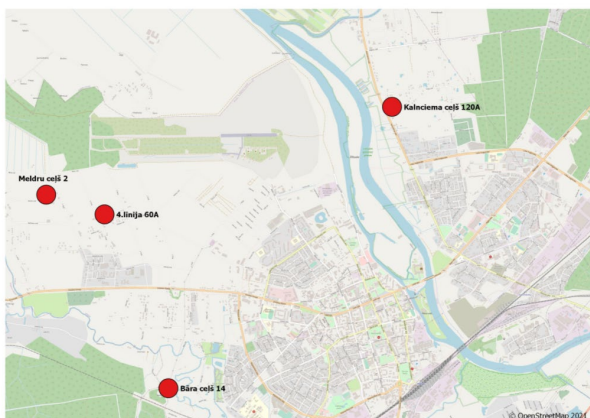 Kalnciema ceļš 120A
Meldru ceļš 2
4.līnija 60A
Bāra ceļš 14
© OpenStreetMap 2021